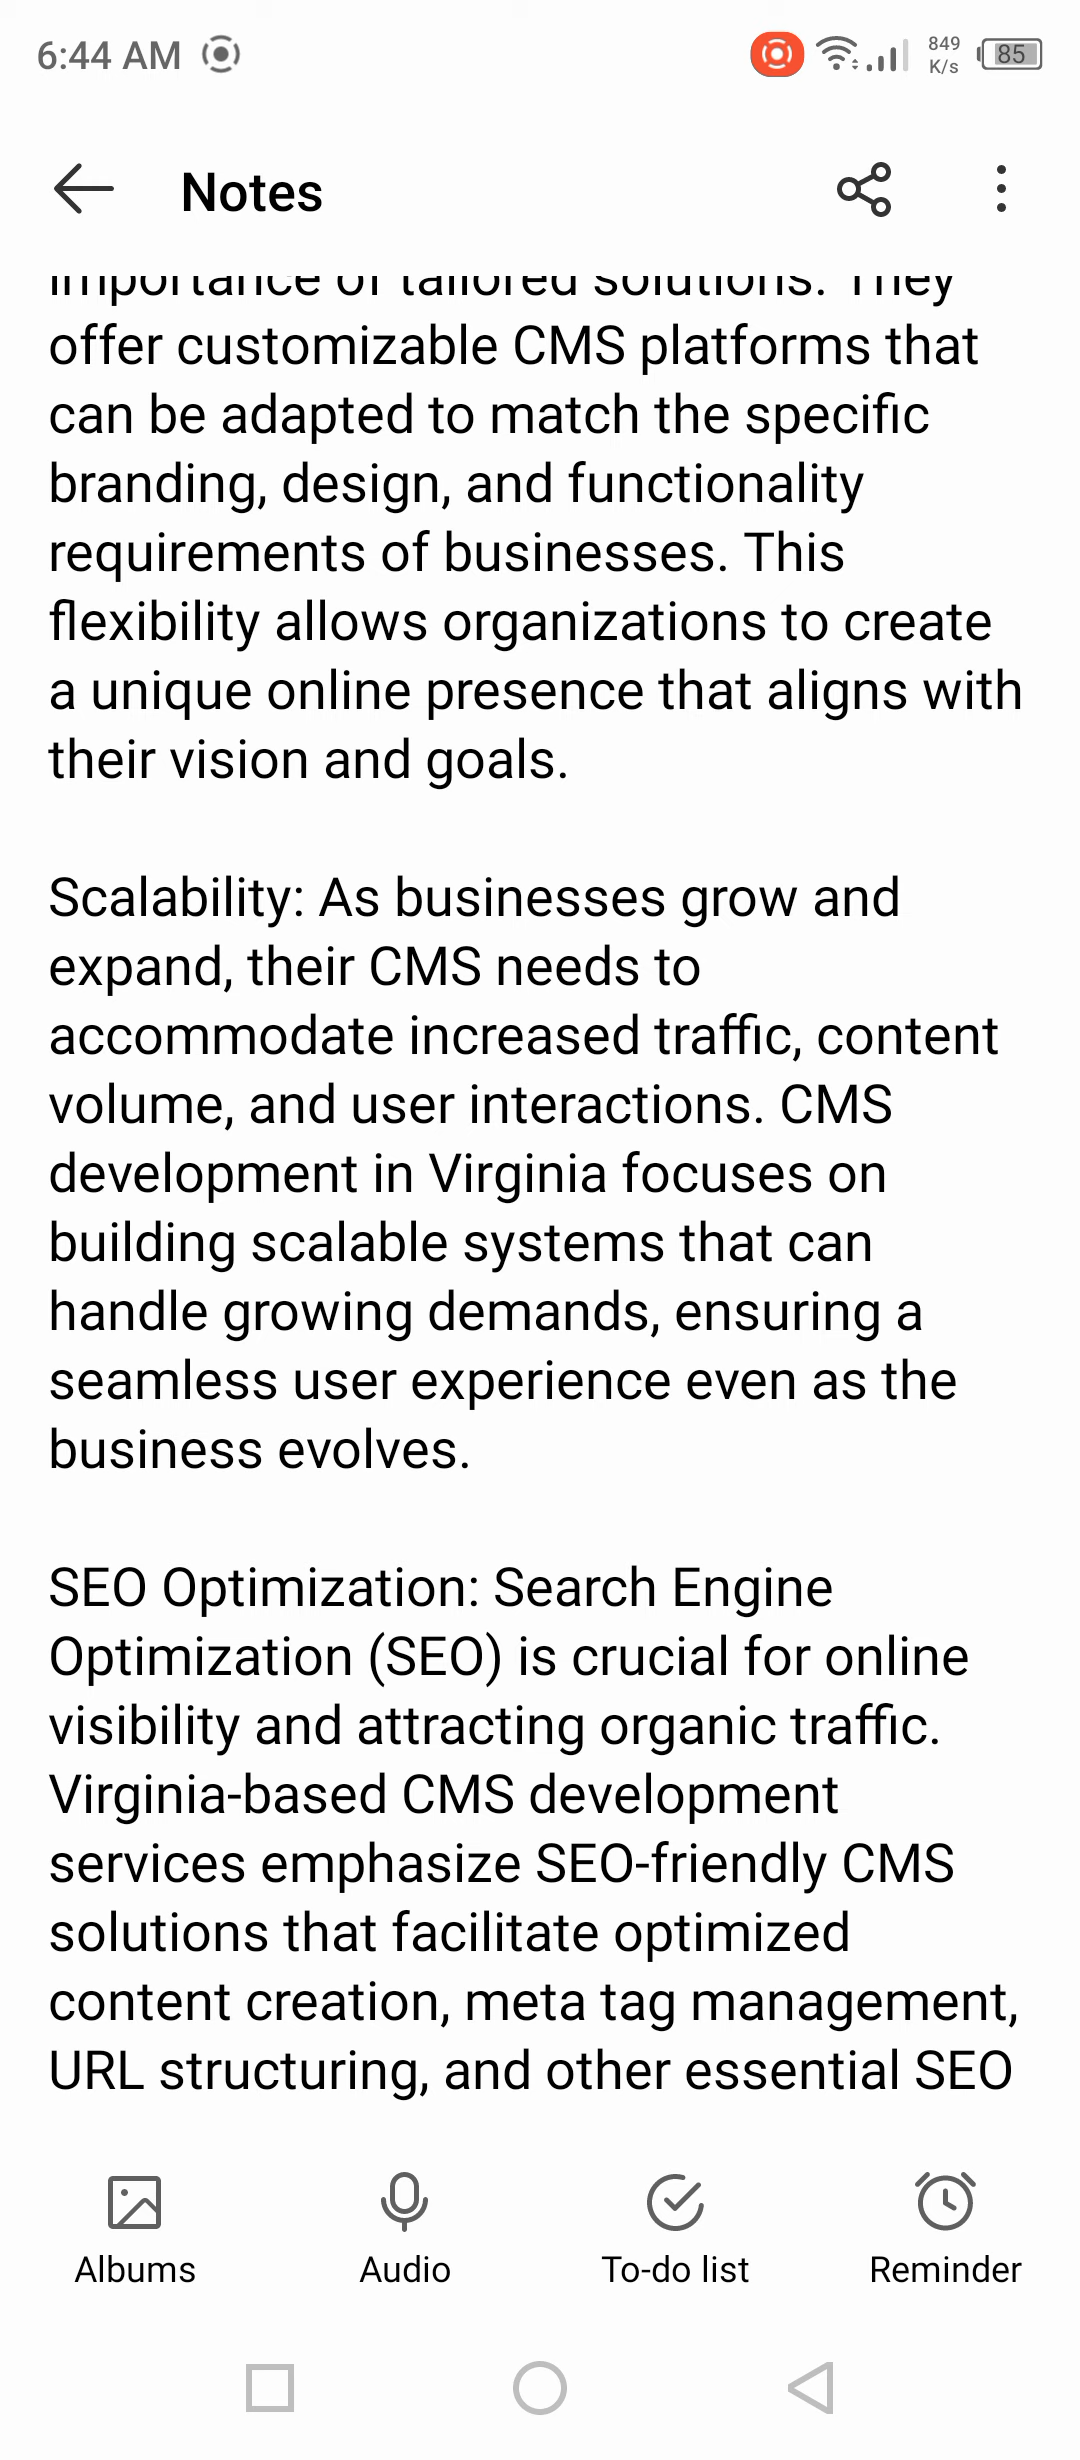 6:44 AM
849
K/s
85
Notes
importance of tailored solutions. They
offer customizable CMS platforms that
can be adapted to match the specific
branding, design, and functionality
requirements of businesses. This
flexibility allows organizations to create
a unique online presence that aligns with
their vision and goals.
Scalability: As businesses grow and
expand, their CMS needs to
accommodate increased traffic, content
volume, and user interactions. CMS
development in Virginia focuses on
building scalable systems that can
handle growing demands, ensuring a
seamless user experience even as the
business evolves.
SEO Optimization: Search Engine
Optimization (SEO) is crucial for online
visibility and attracting organic traffic.
Virginia-based CMS development
services emphasize SEO-friendly CMS
solutions that facilitate optimized
content creation, meta tag management,
URL structuring, and other essential SEO
Albums
Audio
To-do list
Reminder